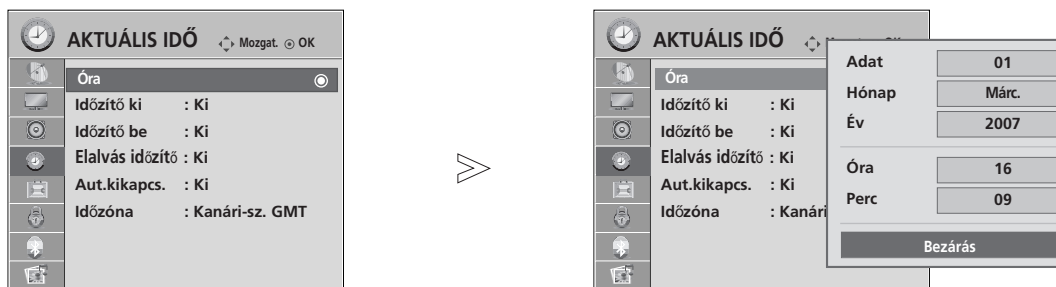 AKTUÁLIS IDŐ Mozgat. OK
Óra
Időzítő ki : Ki
Időzítő be : Ki
Elalvás időzítő : Ki
Aut.kikapcs. : Ki
Időzóna : Kanári-sz. GMT
AKTUÁLIS IDŐ
Óra
Időzítő ki : Ki
Időzítő be : Ki
Elalvás időzítő : Ki
Aut.kikapcs. : Ki
Időzóna : Kanári
Adat 01
Hónap Márc.
Év 2007
Óra 16
Perc 09
Bezárás